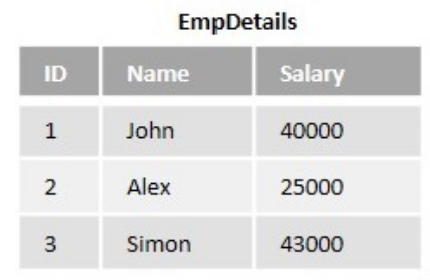 EmpDetails
ID Name Salary
1 John 40000
2 Alex 25000
3 Simon 43000